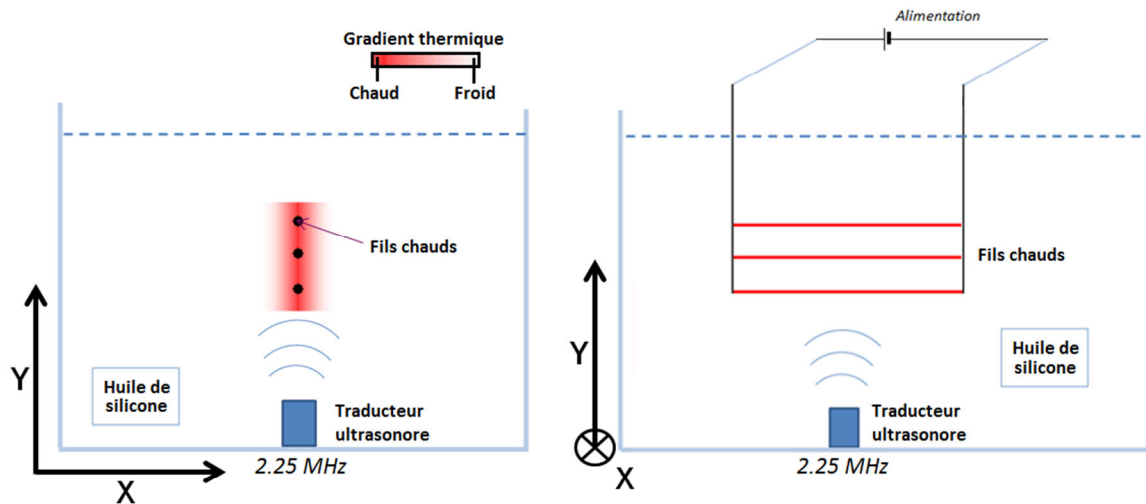 Gradient thermique
Chaud
Froid
Fils chauds
Y
Huile de
silicone
Traducteur
ultrasonore
2.25 MHz
X
Alimentation
Fils chauds
Y
Huile de
silicone
Traducteur
ultrasonore
X
2.25 MHz